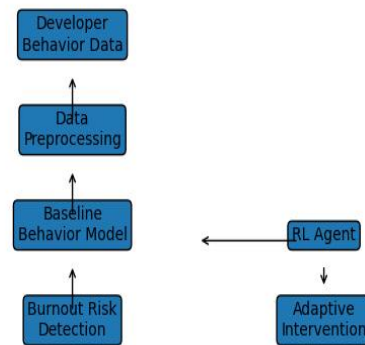 Developer
Behavior Data
Data
Preprocessing
Baseline
Behavior Model
RL Agent
Burnout Risk
Detection
Adaptive
Intervention